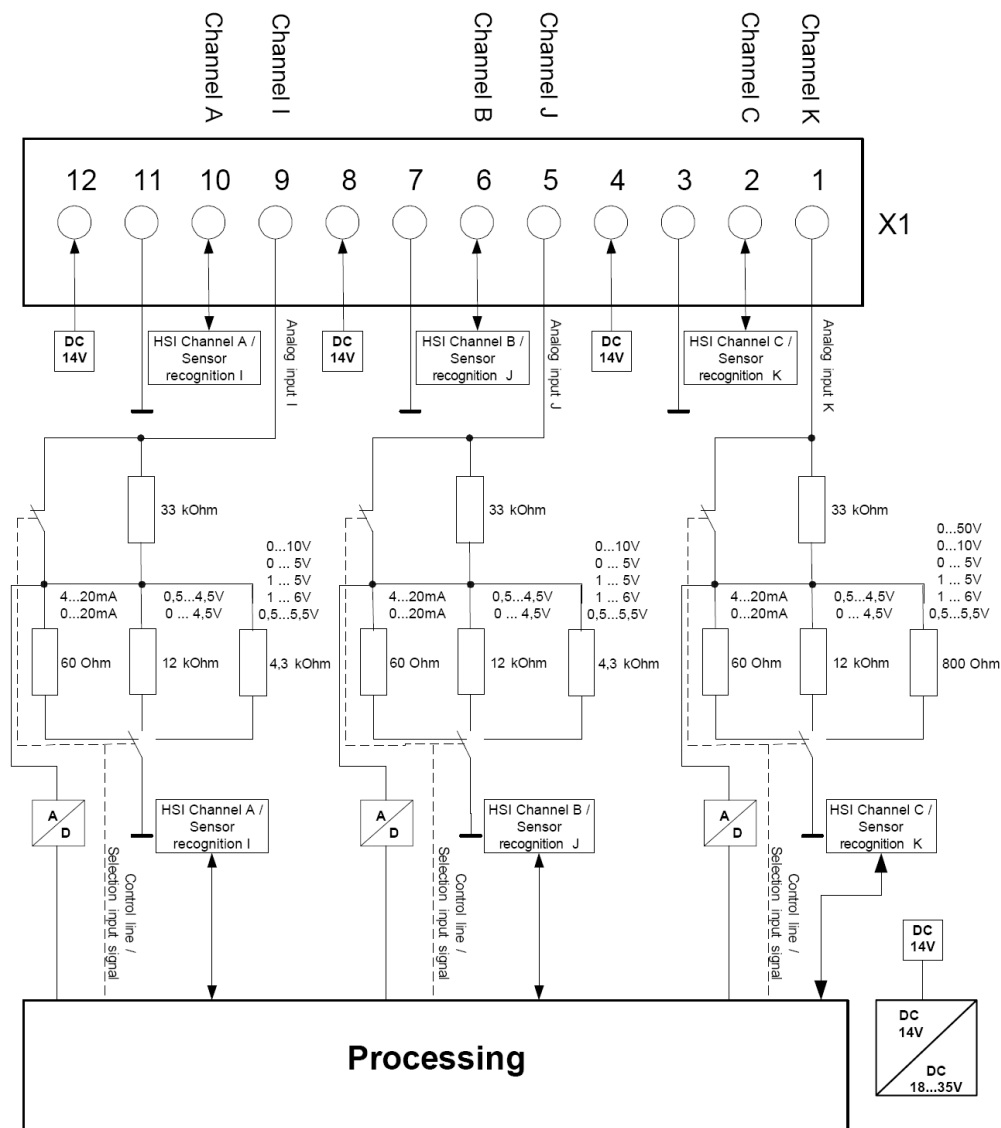 Channel A
Channel I
Channel B
Channel J
Channel C
Channel K
12 11 10 9 8 7 6 5 4 3 2 1
X1
DC
14V
HSI Channel A /
Sensor
recognition I
Analog input I
DC
14V
HSI Channel B /
Sensor
recognition J
Analog input J
DC
14V
HSI Channel C /
Sensor
recognition K
Analog input K
33 kOhm
33 kOhm
33 kOhm
0...10V
0 ... 5V
1 ... 5V
1 ... 6V
0,5...5,5V
0...10V
0 ... 5V
1 ... 5V
1 ... 6V
0,5...5,5V
0...50V
0...10V
0 ... 5V
1 ... 5V
1 ... 6V
0,5...5,5V
4...20mA
0...20mA
0,5...4,5V
0 ... 4,5V
4...20mA
0...20mA
0,5...4,5V
0 ... 4,5V
4...20mA
0...20mA
0,5...4,5V
0 ... 4,5V
60 Ohm
12 kOhm
4,3 kOhm
60 Ohm
12 kOhm
4,3 kOhm
60 Ohm
12 kOhm
800 Ohm
A
D
HSI Channel A /
Sensor
recognition I
A
D
HSI Channel B /
Sensor
recognition J
A
D
HSI Channel C /
Sensor
recognition K
Control line /
Selection input signal
Control line /
Selection input signal
Control line /
Selection input signal
DC
14V
DC
14V
DC
18...35V
Processing